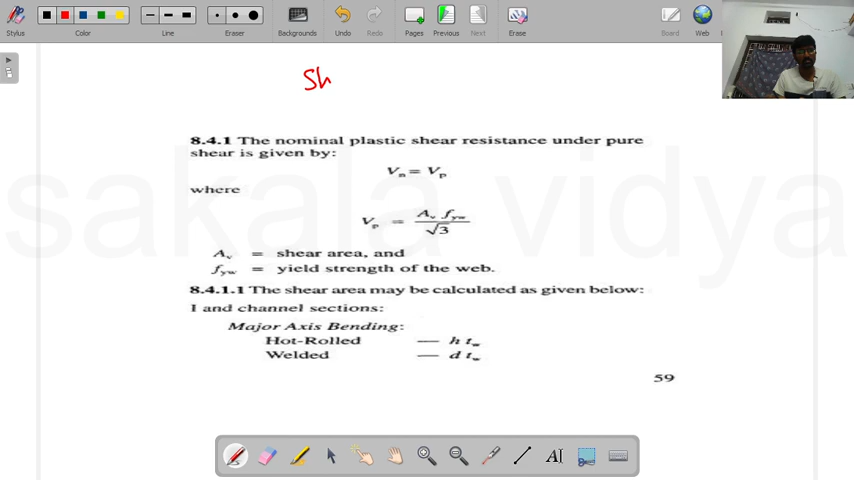 Stylus
Color
Line
Eraser
Backgrounds
Undo
Redo
Pages
Previous
Next
Erase
Board
Web
Sh
sakala vidya
8.4.1 The nominal plastic shear resistance under pure
shear is given by:
Vn = Vp
where
Vp = Av fyw / √3
Av = shear area, and
fyw = yield strength of the web.
8.4.1.1 The shear area may be calculated as given below:
I and channel sections:
Major Axis Bending:
Hot-Rolled — h tw
Welded — d tw
59
A